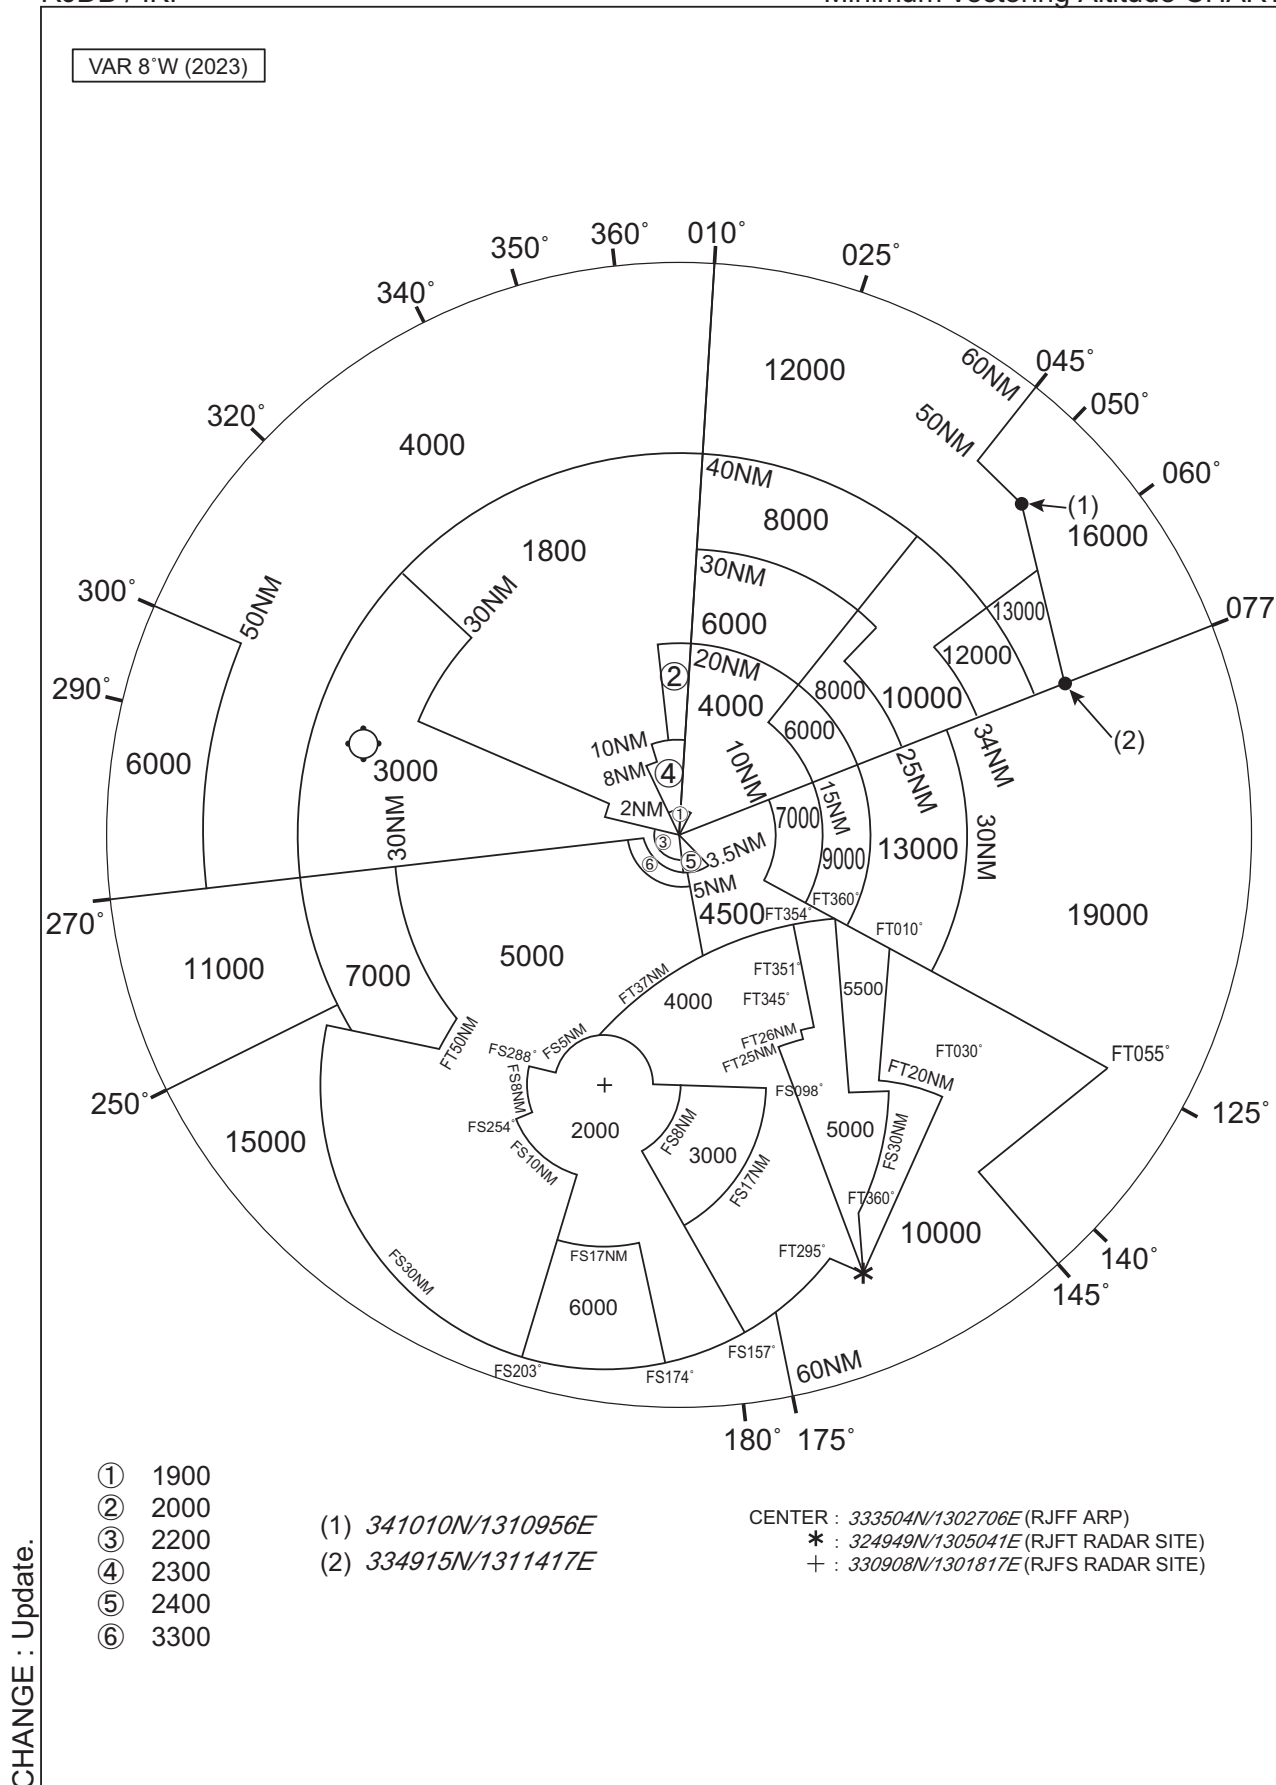 VAR 8˚W (2023)
360˚
010˚
350˚
025˚
340˚
60NM
045˚
12000
050˚
50NM
320˚
4000
060˚
40NM
(1)
8000
16000
1800
30NM
300˚
50NM
30NM
077
13000
6000
12000
20NM
②
290˚
8000
10000
4000
6000
(2)
10NM
34NM
6000
3000
8NM
④
10NM
25NM
2NM
①
15NM
7000
30NM
30NM
③
3.5NM
9000
13000
⑥
⑤
5NM
FT360˚
270˚
4500
FT354˚
19000
FT010˚
5000
11000
7000
FT37NM
FT351˚
4000
FT345˚
5500
FT50NM
FT26NM
FS5NM
FS288˚
FT25NM
FT030˚
FT055˚
FT20NM
FS8NM
FS098˚
250˚
125˚
FS254˚
2000
FS8NM
5000
FS30NM
15000
3000
FS10NM
FS17NM
FT360˚
10000
FT295˚
140˚
FS17NM
FS30NM
145˚
6000
FS157˚
FS203˚
FS174˚
60NM
180˚
175˚
① 1900
② 2000
③ 2200
④ 2300
⑤ 2400
⑥ 3300
(1) 341010N/1310956E
(2) 334915N/1311417E
CENTER : 333504N/1302706E (RJFF ARP)
* : 324949N/1305041E (RJFT RADAR SITE)
+ : 330908N/1301817E (RJFS RADAR SITE)
CHANGE : Update.